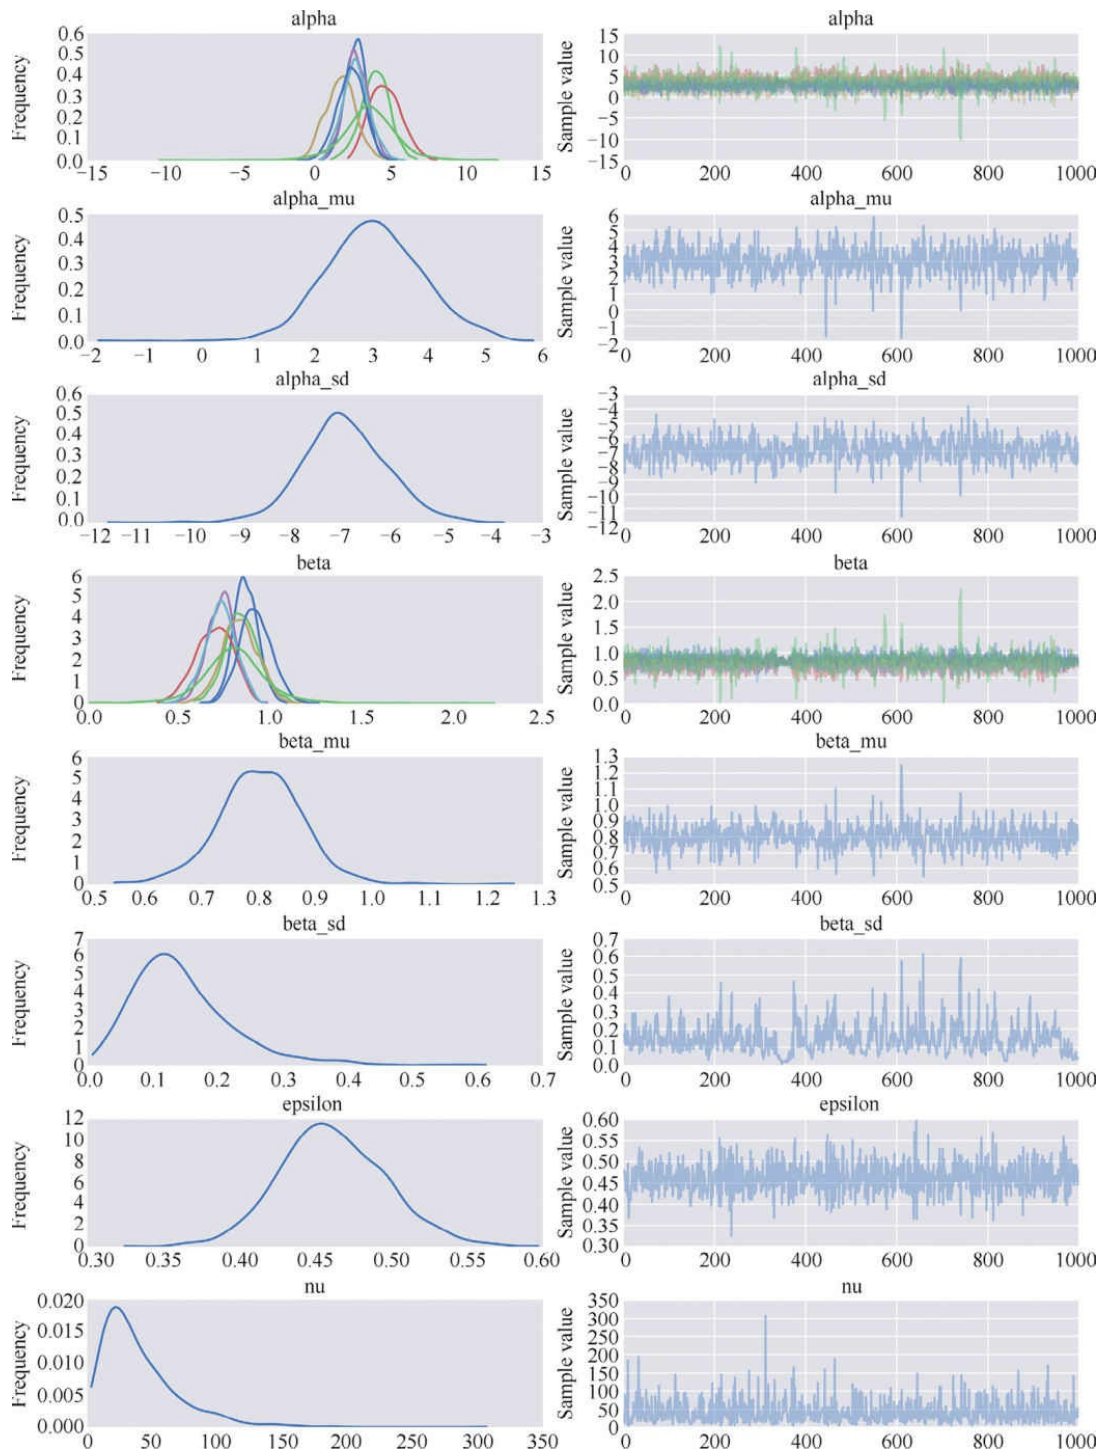 alpha alpha
Frequency 0.6 0.5 0.4 0.3 0.2 0.1 0.0
−15 −10 −5 0 5 10 15
Sample value 15 10 5 0 −5 −10 −15
0 200 400 600 800 1000
alpha_mu alpha_mu
Frequency 0.5 0.4 0.3 0.2 0.1 0.0
−2 −1 0 1 2 3 4 5 6
Sample value 6 5 4 3 2 1 0 −1 −2
0 200 400 600 800 1000
alpha_sd alpha_sd
Frequency 0.6 0.5 0.4 0.3 0.2 0.1 0.0
−12 −11 −10 −9 −8 −7 −6 −5 −4 −3
Sample value −3 −4 −5 −6 −7 −8 −9 −10 −11 −12
0 200 400 600 800 1000
beta beta
Frequency 6 5 4 3 2 1 0
0.0 0.5 1.0 1.5 2.0 2.5
Sample value 2.5 2.0 1.5 1.0 0.5 0.0
0 200 400 600 800 1000
beta_mu beta_mu
Frequency 6 5 4 3 2 1 0
0.5 0.6 0.7 0.8 0.9 1.0 1.1 1.2 1.3
Sample value 1.3 1.2 1.1 1.0 0.9 0.8 0.7 0.6 0.5
0 200 400 600 800 1000
beta_sd beta_sd
Frequency 7 6 5 4 3 2 1 0
0.0 0.1 0.2 0.3 0.4 0.5 0.6 0.7
Sample value 0.7 0.6 0.5 0.4 0.3 0.2 0.1 0.0
0 200 400 600 800 1000
epsilon epsilon
Frequency 12 10 8 6 4 2 0
0.30 0.35 0.40 0.45 0.50 0.55 0.60
Sample value 0.60 0.55 0.50 0.45 0.40 0.35 0.30
0 200 400 600 800 1000
nu nu
Frequency 0.020 0.015 0.010 0.005 0.000
0 50 100 150 200 250 300 350
Sample value 350 300 250 200 150 100 50 0
0 200 400 600 800 1000